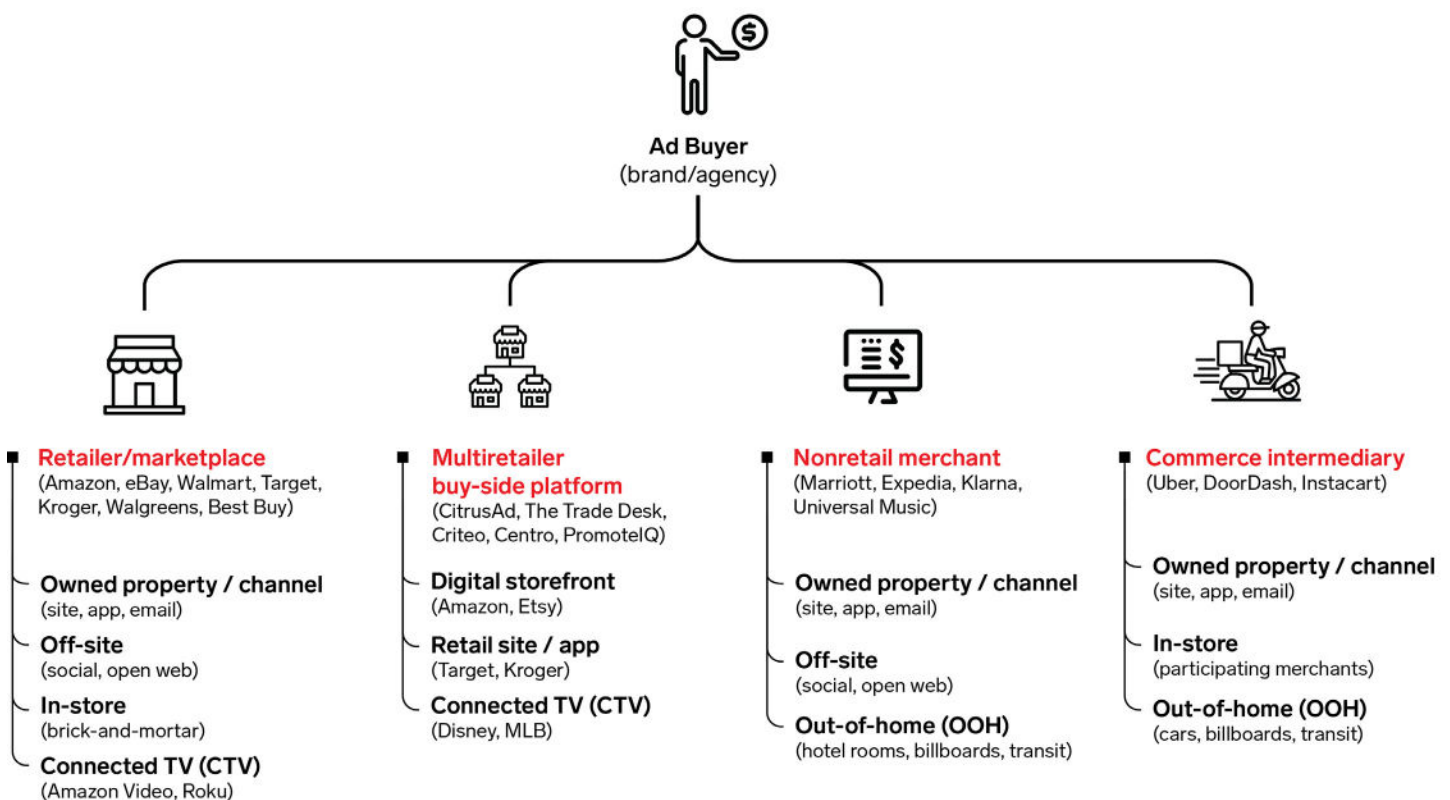 $
Ad Buyer
(brand/agency)
$
Retailer/marketplace
(Amazon, eBay, Walmart, Target,
Kroger, Walgreens, Best Buy)
Owned property / channel
(site, app, email)
Off-site
(social, open web)
In-store
(brick-and-mortar)
Connected TV (CTV)
(Amazon Video, Roku)
Multiretailer
buy-side platform
(CitrusAd, The Trade Desk,
Criteo, Centro, PromoteIQ)
Digital storefront
(Amazon, Etsy)
Retail site / app
(Target, Kroger)
Connected TV (CTV)
(Disney, MLB)
Nonretail merchant
(Marriott, Expedia, Klarna,
Universal Music)
Owned property / channel
(site, app, email)
Off-site
(social, open web)
Out-of-home (OOH)
(hotel rooms, billboards, transit)
Commerce intermediary
(Uber, DoorDash, Instacart)
Owned property / channel
(site, app, email)
In-store
(participating merchants)
Out-of-home (OOH)
(cars, billboards, transit)